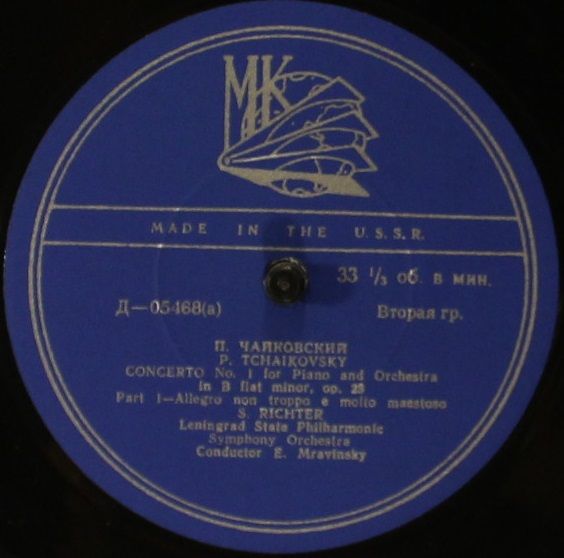 МК
MADE IN THE U.S.S.R.
33 1/3 об. в мин.
Д—05468(а)
Вторая гр.
П. ЧАЙКОВСКИЙ
P. TCHAIKOVSKY
CONCERTO No. 1 for Piano and Orchestra
in B flat minor, op. 23
Part 1—Allegro non troppo e molto maestoso
S. RICHTER
Leningrad State Philharmonic
Symphony Orchestra
Conductor E. Mravinsky